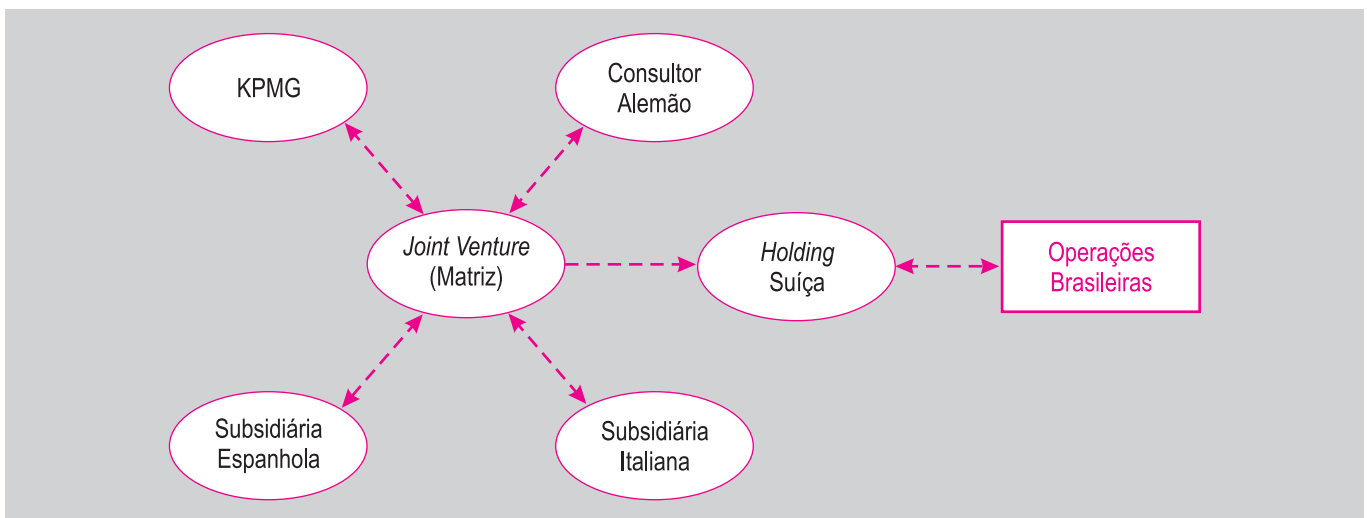 KPMG
Consultor
Alemão
Joint Venture
(Matriz)
Holding
Suíça
Operações
Brasileiras
Subsidiária
Espanhola
Subsidiária
Italiana